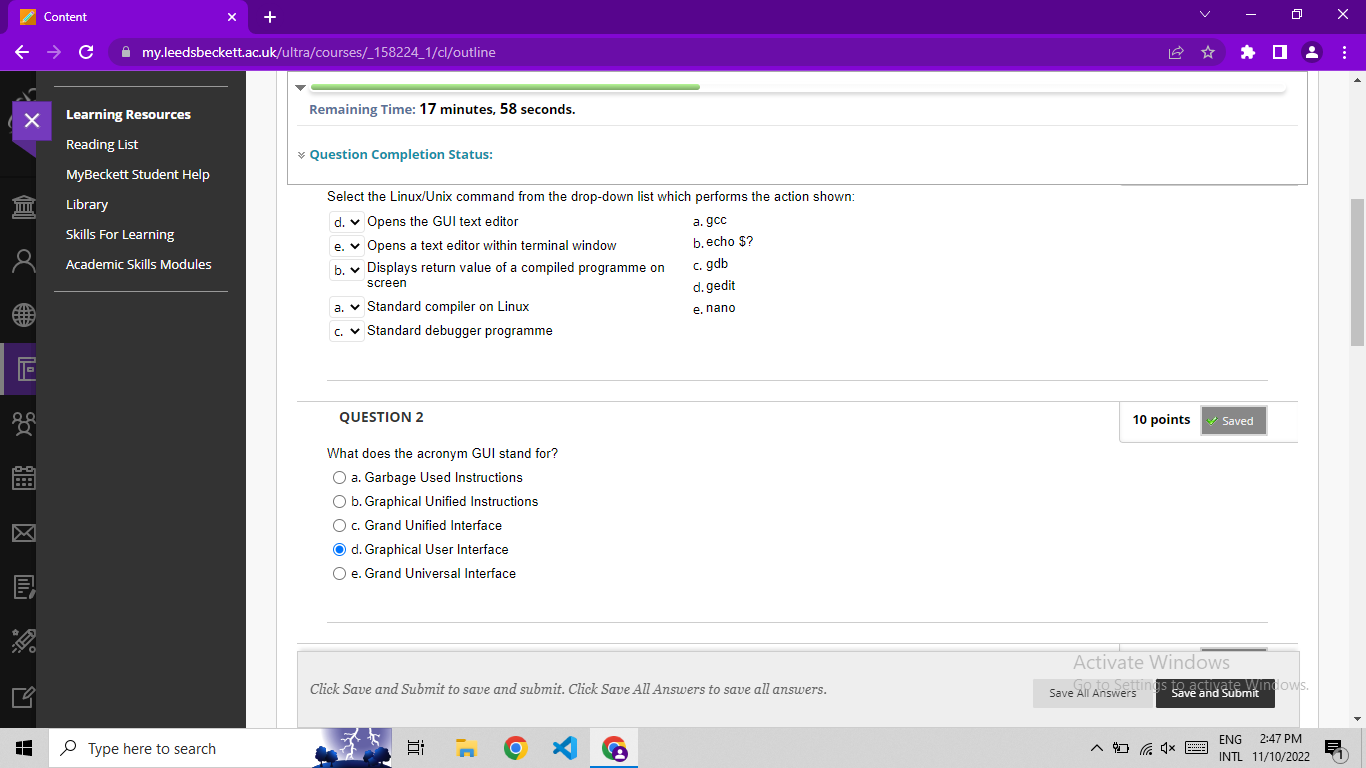 Content
my.leedsbeckett.ac.uk/ultra/courses/_158224_1/cl/outline
Learning Resources
Reading List
MyBeckett Student Help
Library
Skills For Learning
Academic Skills Modules
Remaining Time: 17 minutes, 58 seconds.
Question Completion Status:
Select the Linux/Unix command from the drop-down list which performs the action shown:
d. Opens the GUI text editor
e. Opens a text editor within terminal window
b. Displays return value of a compiled programme on
screen
a. Standard compiler on Linux
c. Standard debugger programme
a. gcc
b. echo $?
c. gdb
d. gedit
e. nano
QUESTION 2
10 points
Saved
What does the acronym GUI stand for?
a. Garbage Used Instructions
b. Graphical Unified Instructions
c. Grand Unified Interface
d. Graphical User Interface
e. Grand Universal Interface
Click Save and Submit to save and submit. Click Save All Answers to save all answers.
Save All Answers
Save and Submit
Activate Windows
Go to Settings to activate Windows.
Type here to search
ENG
INTL
2:47 PM
11/10/2022
1